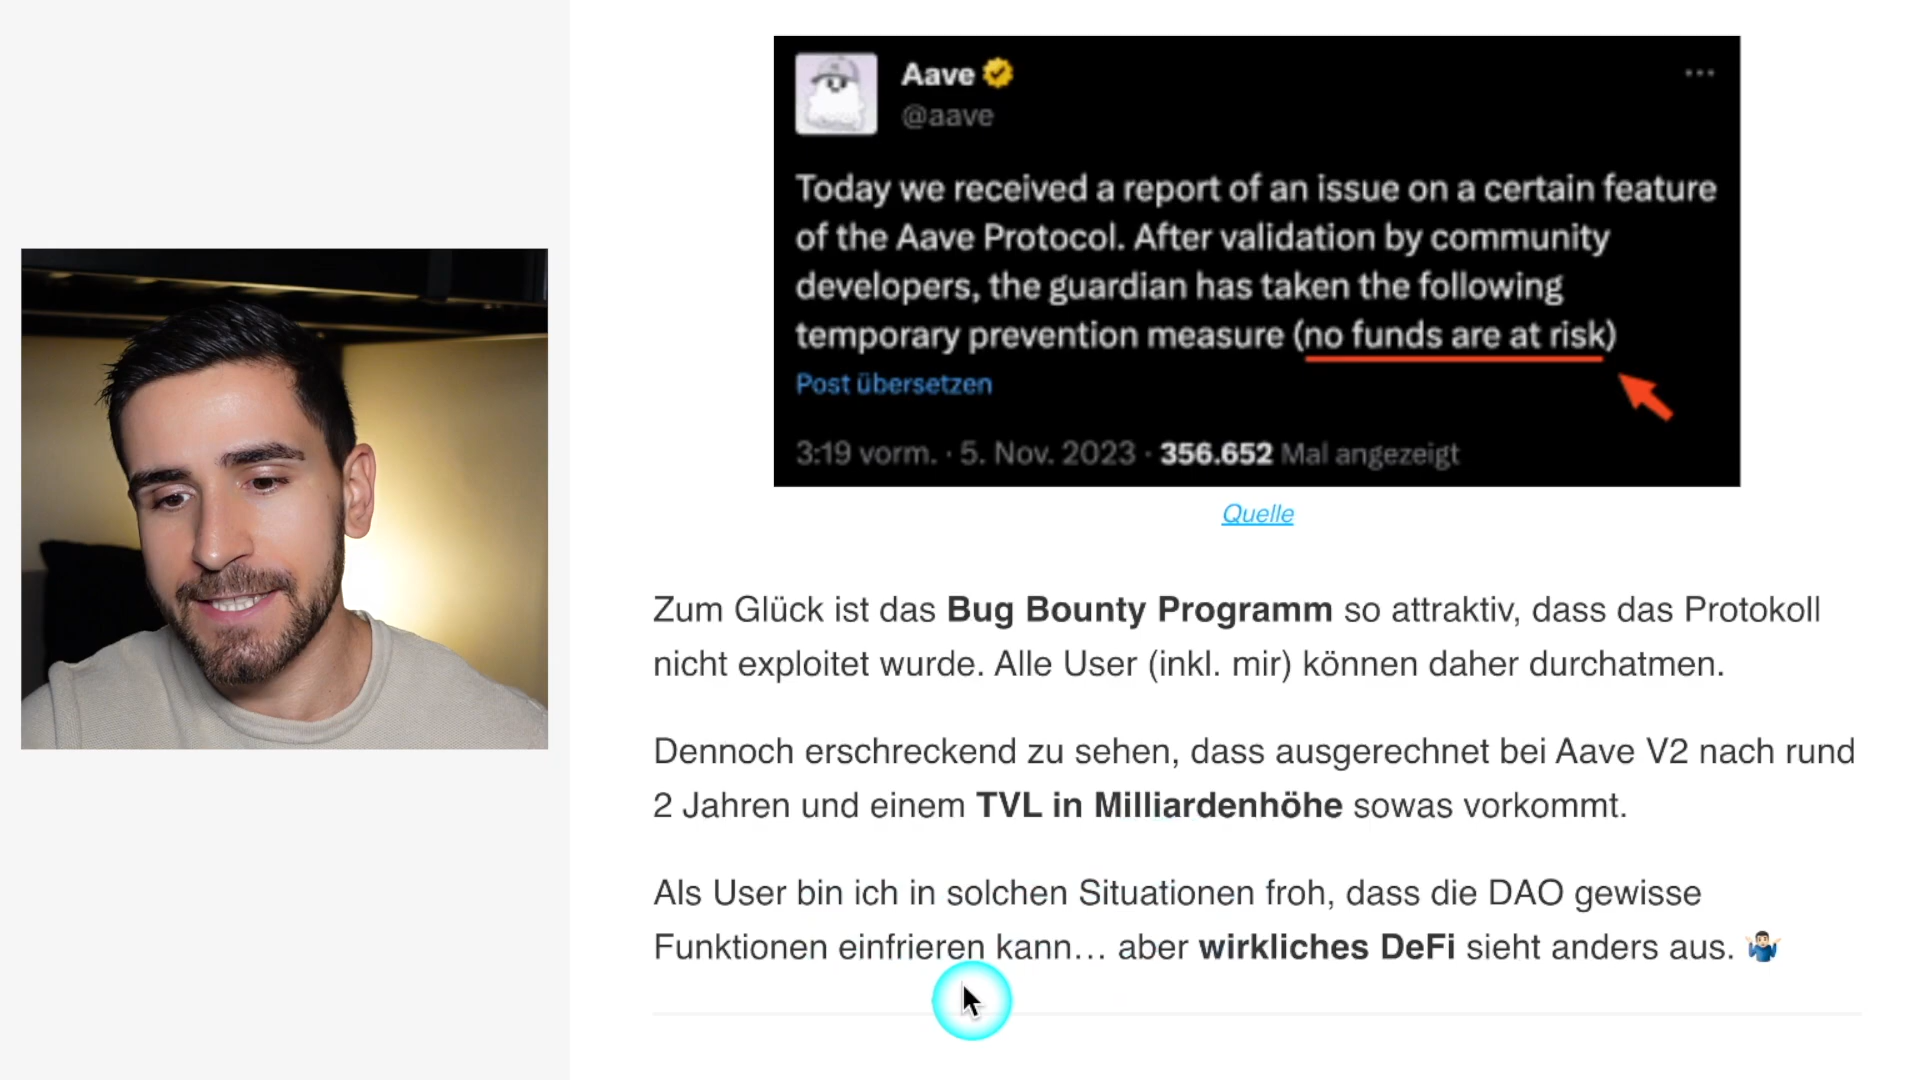 Aave
@aave
Today we received a report of an issue on a certain feature
of the Aave Protocol. After validation by community
developers, the guardian has taken the following
temporary prevention measure (no funds are at risk)
Post übersetzen
3:19 vorm. · 5. Nov. 2023 · 356.652 Mal angezeigt
Quelle
Zum Glück ist das Bug Bounty Programm so attraktiv, dass das Protokoll
nicht exploitet wurde. Alle User (inkl. mir) können daher durchatmen.
Dennoch erschreckend zu sehen, dass ausgerechnet bei Aave V2 nach rund
2 Jahren und einem TVL in Milliardenhöhe sowas vorkommt.
Als User bin ich in solchen Situationen froh, dass die DAO gewisse
Funktionen einfrieren kann… aber wirkliches DeFi sieht anders aus. 🤷🏻‍♂️